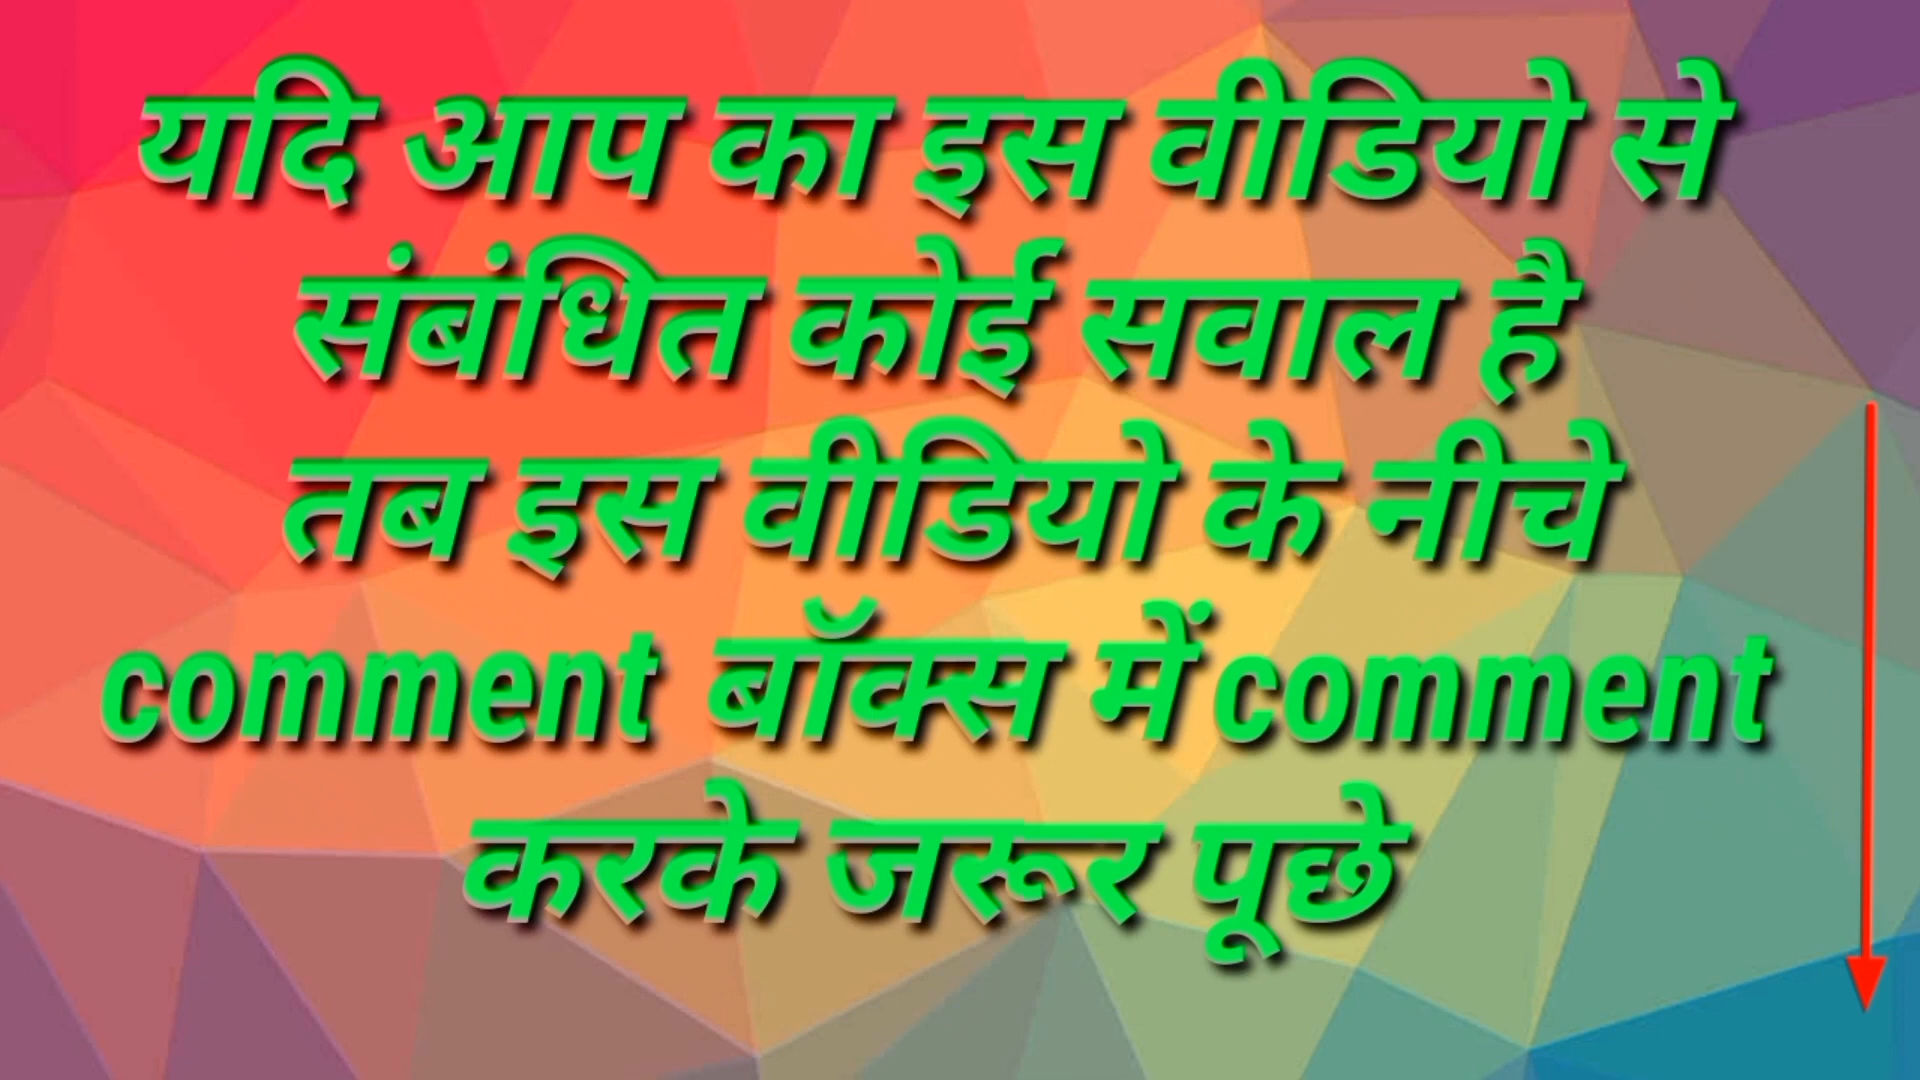 यदि आप का इस वीडियो से
संबंधित कोई सवाल है
तब इस वीडियो के नीचे
comment बॉक्स में comment
करके जरूर पूछे